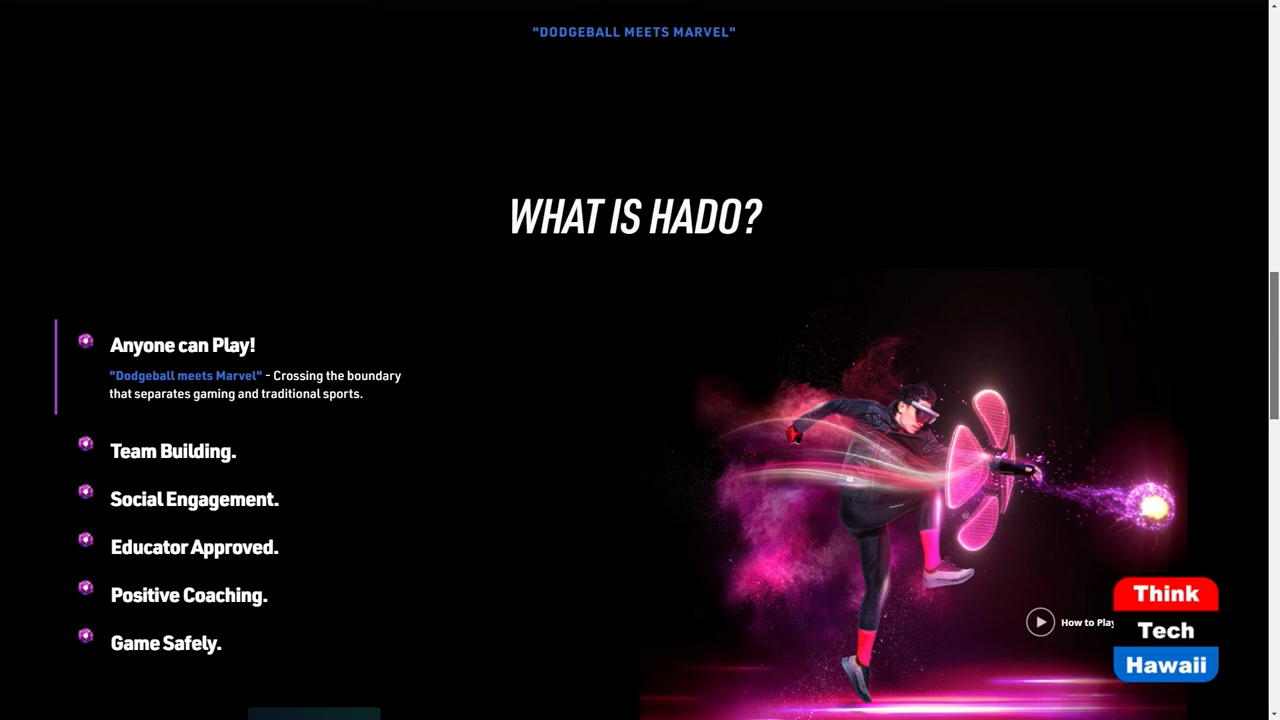 "DODGEBALL MEETS MARVEL"
WHAT IS HADO?
Anyone can Play!
"Dodgeball meets Marvel" - Crossing the boundary
that separates gaming and traditional sports.
Team Building.
Social Engagement.
Educator Approved.
Positive Coaching.
Game Safely.
How to Play
Think
Tech
Hawaii